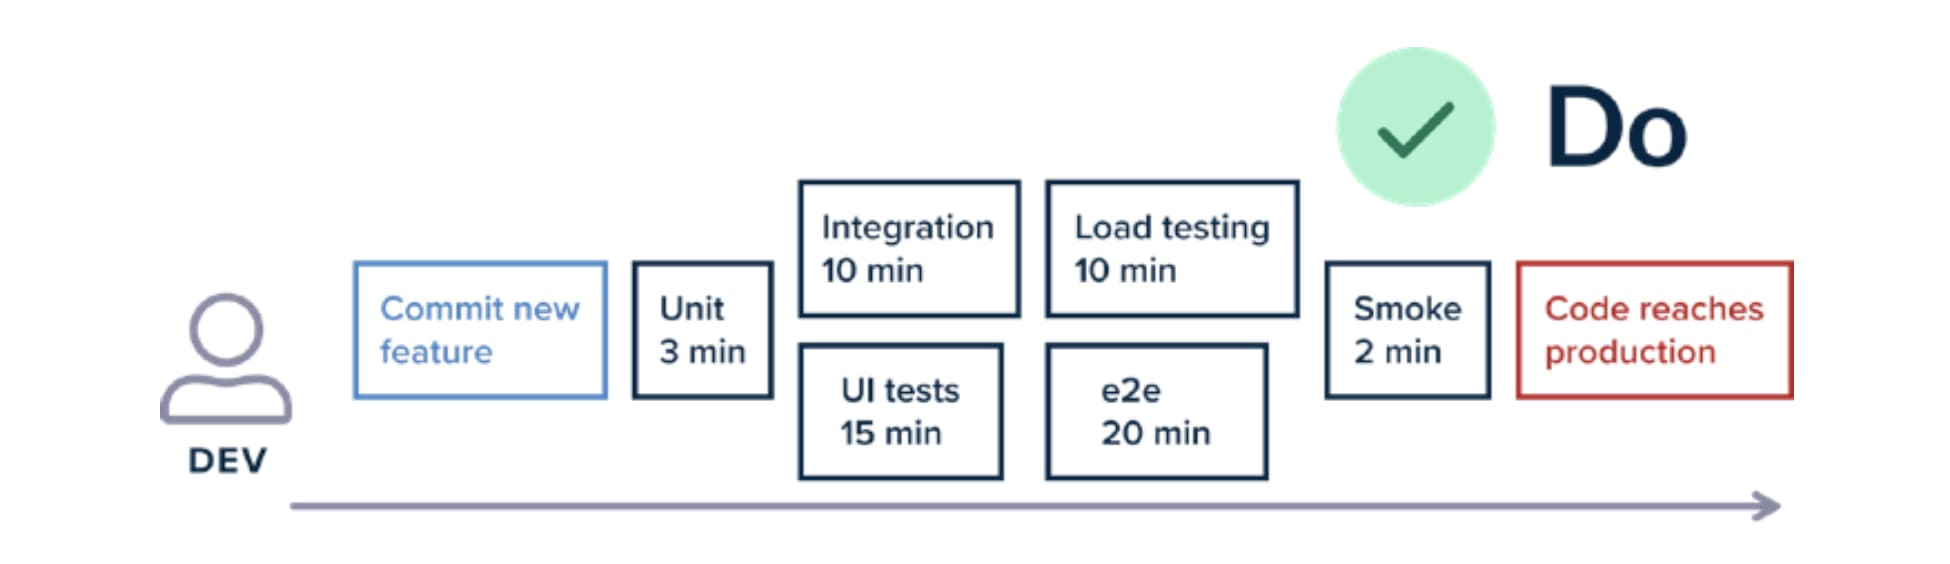 Do
DEV
Commit new
feature
Unit
3 min
Integration
10 min
UI tests
15 min
Load testing
10 min
e2e
20 min
Smoke
2 min
Code reaches
production